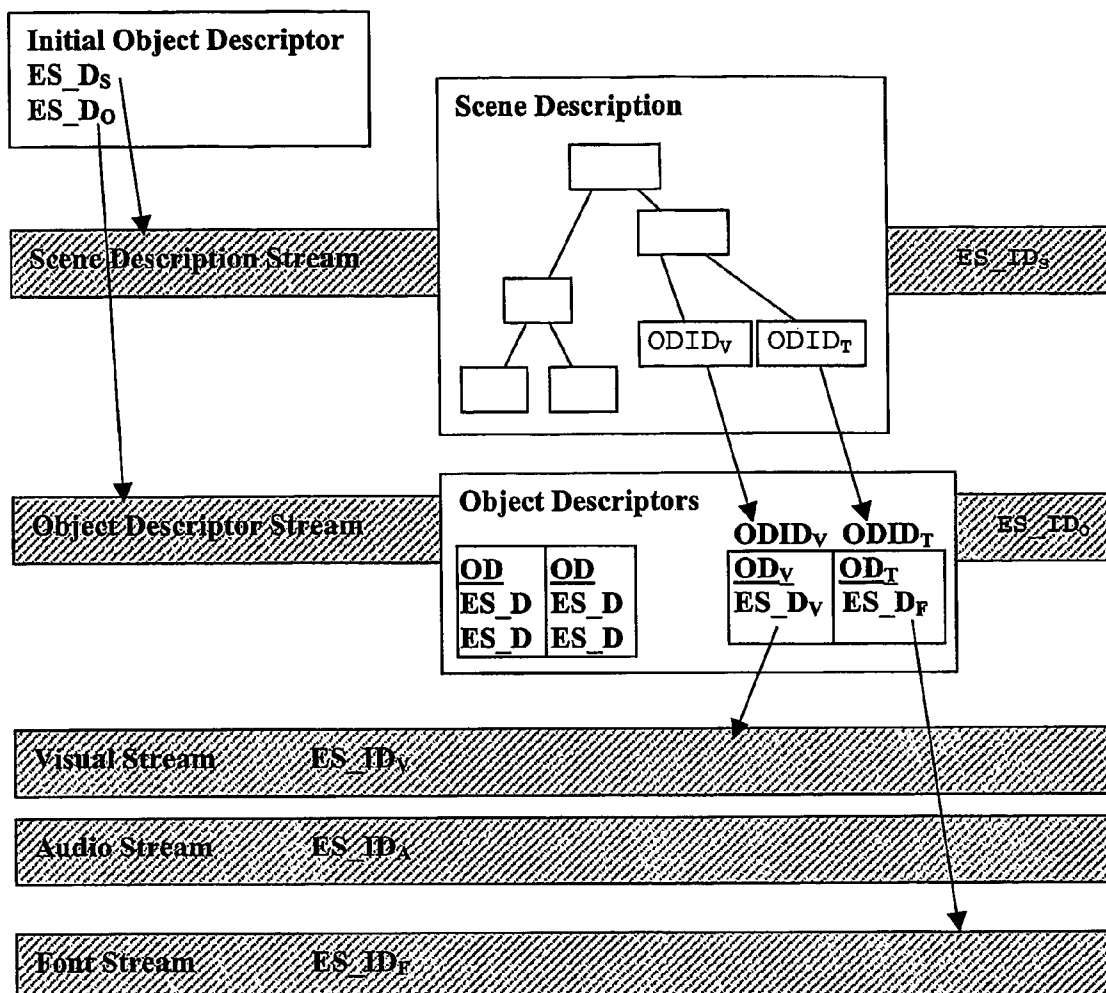 Initial Object Descriptor
ES_DS
ES_DO
Scene Description
Scene Description Stream
ES_IDS
ODIDV
ODIDT
Object Descriptors
Object Descriptor Stream
ES_IDO
ODIDV ODIDT
OD OD ODV ODT
ES_D ES_D ES_DV ES_DF
ES_D ES_D
Visual Stream ES_IDV
Audio Stream ES_IDA
Font Stream ES_IDF